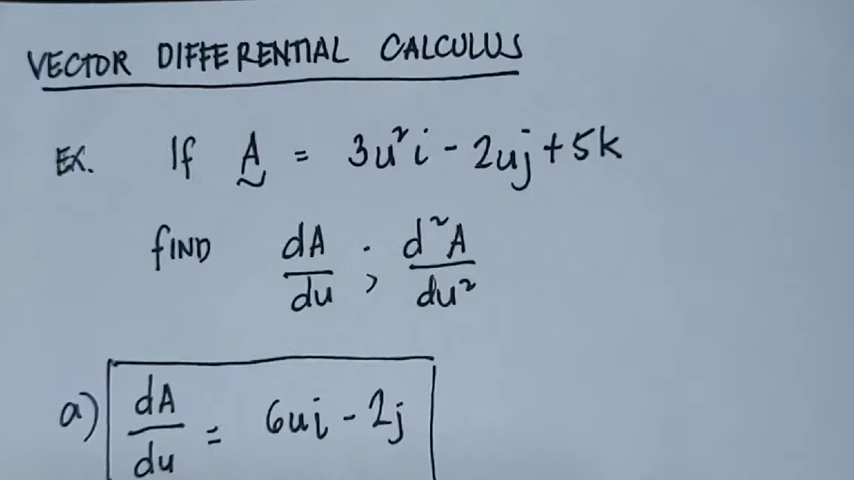 VECTOR DIFFERENTIAL CALCULUS
EX. If A = 3u²i - 2uj + 5k
~
FIND dA/du ; d²A/du²
a) dA/du = 6ui - 2j